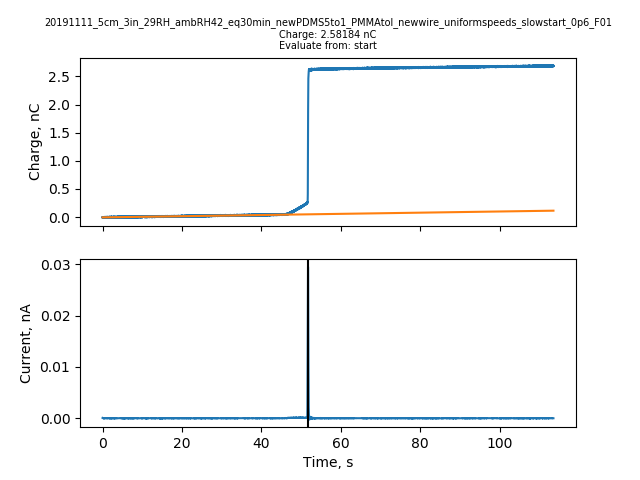 20191111_5cm_3in_29RH_ambRH42_eq30min_newPDMS5to1_PMMAtol_newwire_uniformspeeds_slowstart_0p6_F01
Charge: 2.58184 nC
Evaluate from: start
Charge, nC
2.5
2.0
1.5
1.0
0.5
0.0
Current, nA
0.03
0.02
0.01
0.00
0 20 40 60 80 100
Time, s